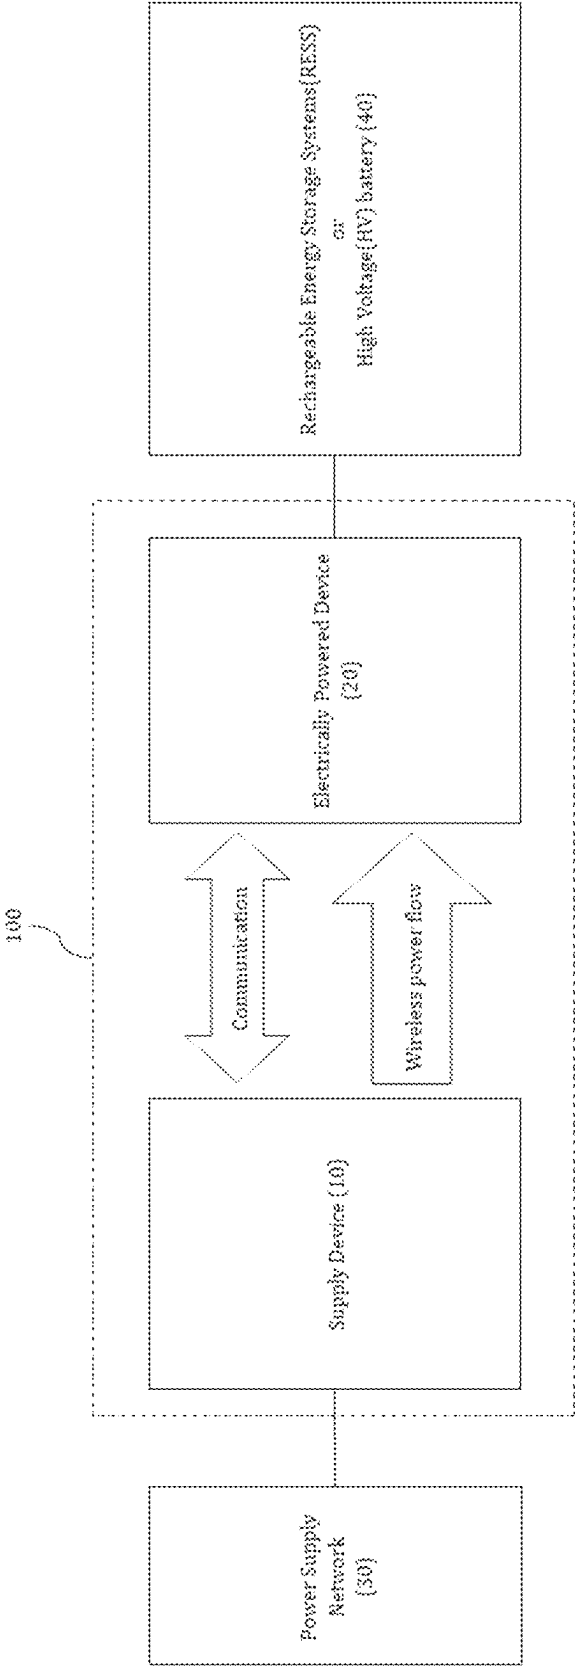 100
Power Supply
Network
(30)
Supply Device (10)
Communication
Wireless power flow
Electrically Powered Device
(20)
Rechargeable Energy Storage Systems(RESS)
or
High Voltage(HV) battery (40)